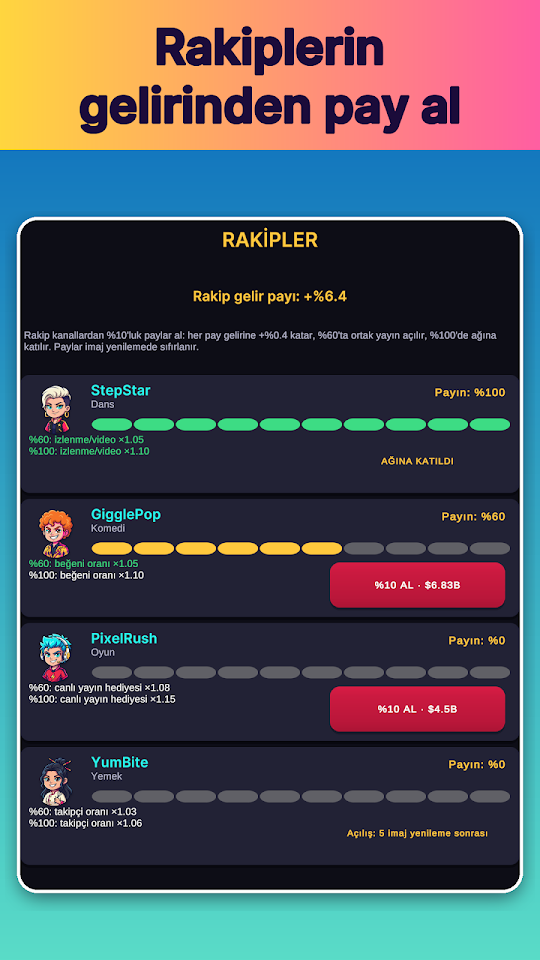 Rakiplerin
gelirinden pay al
RAKİPLER
Rakip gelir payı: +%6.4
Rakip kanallardan %10'luk paylar al: her pay gelirine +%0.4 katar, %60'ta ortak yayın açılır, %100'de ağına
katılır. Paylar imaj yenilemede sıfırlanır.
StepStar
Payın: %100
Dans
%60: izlenme/video ×1.05
%100: izlenme/video ×1.10
AĞINA KATILDI
GigglePop
Payın: %60
Komedi
%60: beğeni oranı ×1.05
%100: beğeni oranı ×1.10
%10 AL · $6.83B
PixelRush
Payın: %0
Oyun
%60: canlı yayın hediyesi ×1.08
%100: canlı yayın hediyesi ×1.15
%10 AL · $4.5B
YumBite
Payın: %0
Yemek
%60: takipçi oranı ×1.03
%100: takipçi oranı ×1.06
Açılış: 5 imaj yenileme sonrası